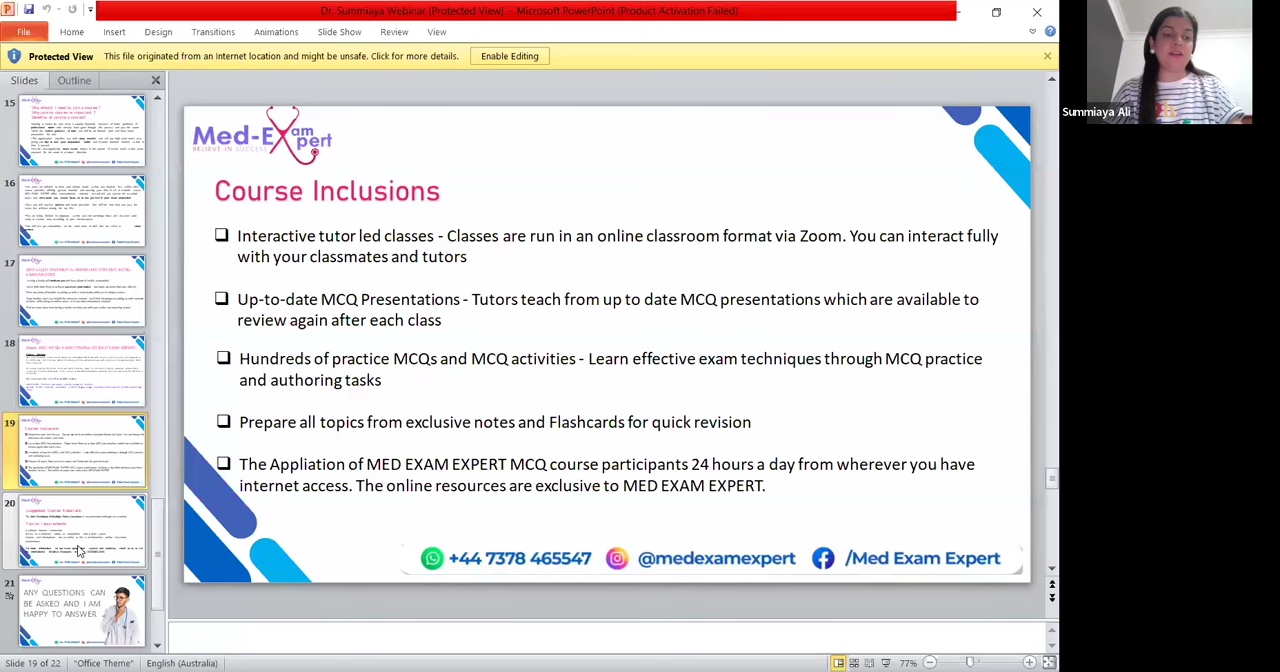 Dr. Summiaya Webinar [Protected View] - Microsoft PowerPoint (Product Activation Failed)
File Home Insert Design Transitions Animations Slide Show Review View
Protected View This file originated from an Internet location and might be unsafe. Click for more details. Enable Editing
Slides Outline
15
16
17
18
19
20
21
ANY QUESTIONS CAN
BE ASKED AND I AM
HAPPY TO ANSWER
Med-Exam
Expert
BELIEVE IN SUCCESS
Course Inclusions
Interactive tutor led classes - Classes are run in an online classroom format via Zoom. You can interact fully
with your classmates and tutors
Up-to-date MCQ Presentations - Tutors teach from up to date MCQ presentations which are available to
review again after each class
Hundreds of practice MCQs and MCQ activities - Learn effective exam techniques through MCQ practice
and authoring tasks
Prepare all topics from exclusive notes and Flashcards for quick revision
The Appliation of MED EXAM EXPERT MCQ course participants 24 hours a day from wherever you have
internet access. The online resources are exclusive to MED EXAM EXPERT.
+44 7378 465547 @medexamexpert /Med Exam Expert
Summiaya Ali
Slide 19 of 22 "Office Theme" English (Australia) 77%